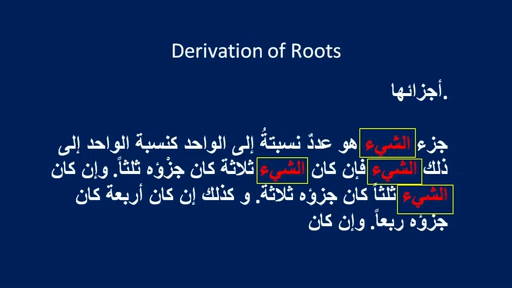 Derivation of Roots
أجزائها.
جزء الشيء هو عددٌ نسبتةُ إلى الواحد كنسبة الواحد إلى
ذلك الشيء فإن كان الشيء ثلاثة كان جزْؤه ثلثاً. وإن كان
الشيء ثلثاً كان جزؤه ثلاثة. و كذلك إن كان أربعة كان
جزؤه ربعاً. وإن كان